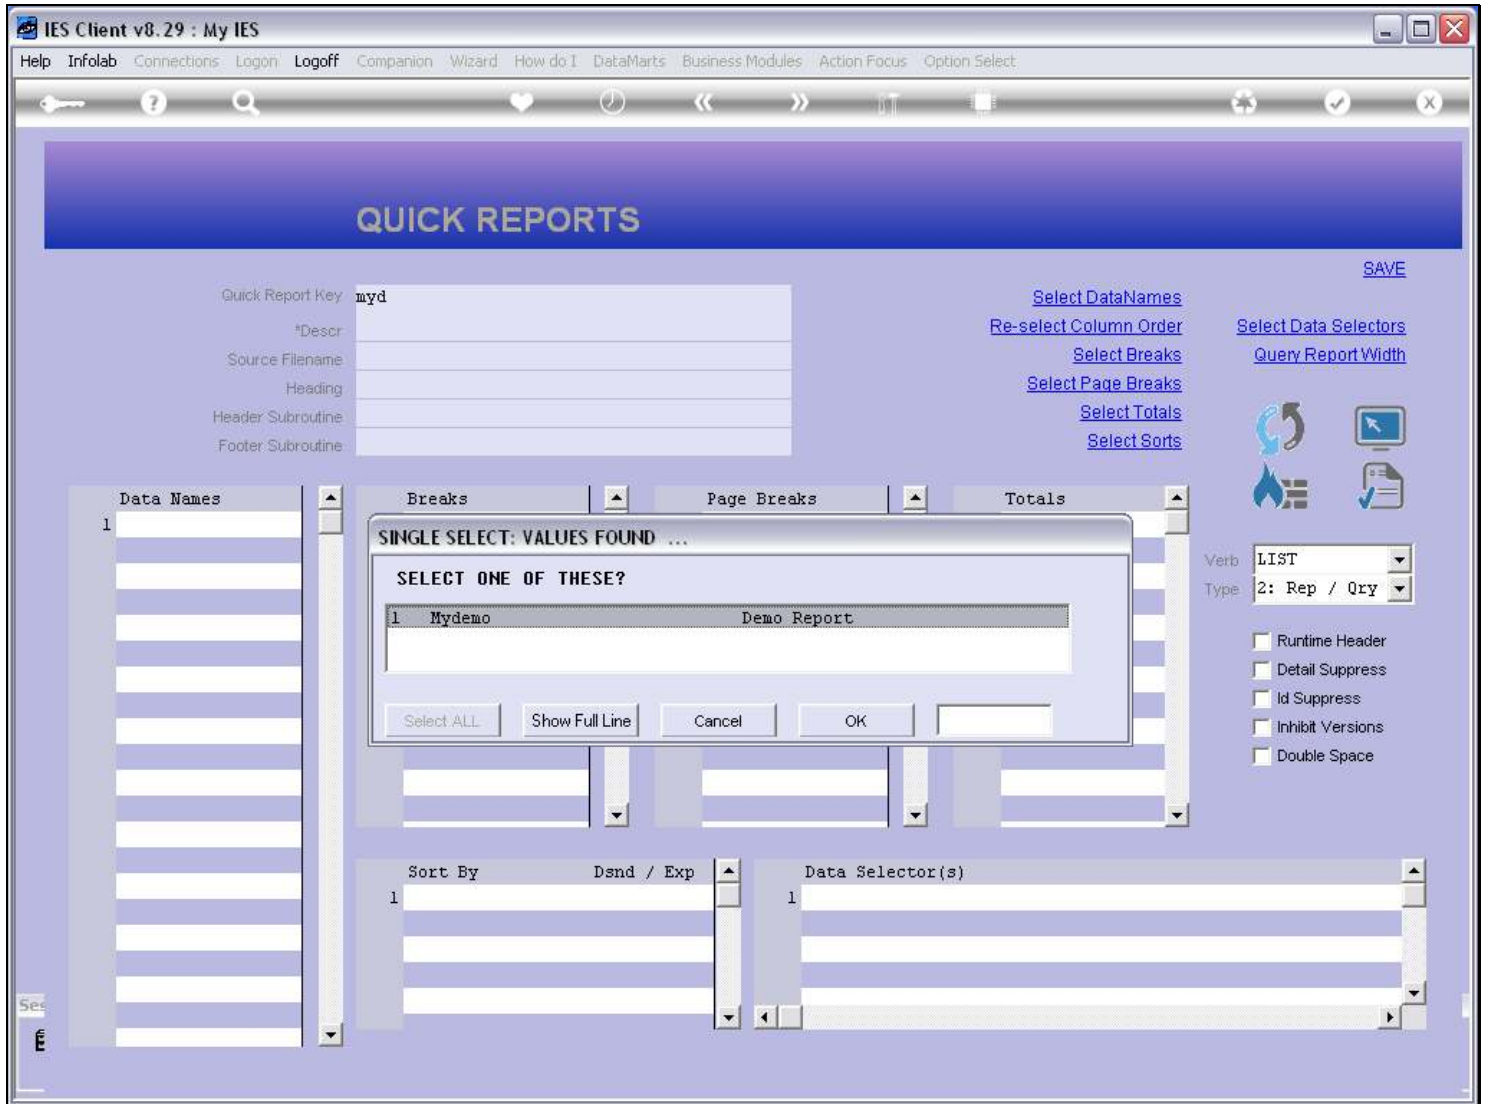 IES Client v8.29 : My IES
Help Infolab Connections Logon Logoff Companion Wizard How do I DataMarts Business Modules Action Focus Option Select
QUICK REPORTS
SAVE
Quick Report Key myd
Select DataNames
*Descr
Re-select Column Order Select Data Selectors
Source Filename
Select Breaks Query Report Width
Heading
Select Page Breaks
Header Subroutine
Select Totals
Footer Subroutine
Select Sorts
Data Names Breaks Page Breaks Totals
1
SINGLE SELECT: VALUES FOUND ...
SELECT ONE OF THESE?
1 Mydemo Demo Report
Select ALL Show Full Line Cancel OK
Verb LIST
Type 2: Rep / Qry
Runtime Header
Detail Suppress
Id Suppress
Inhibit Versions
Double Space
Sort By Dsnd / Exp Data Selector(s)
1 1
Ses